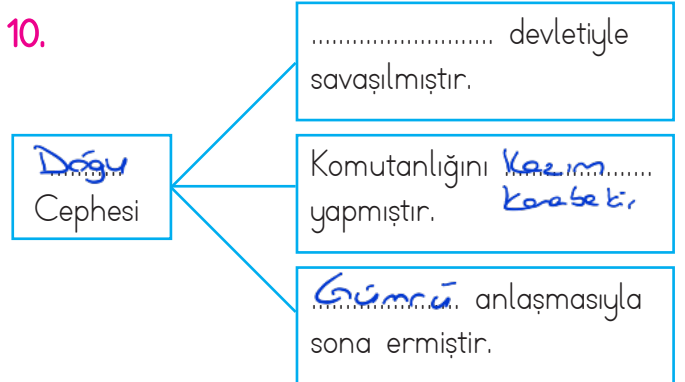 10.
........................... devletiyle
savaşılmıştır.
Doğu
Cephesi
Komutanlığını Kazım
yapmıştır. Karabekir
Gümrü anlaşmasıyla
sona ermiştir.